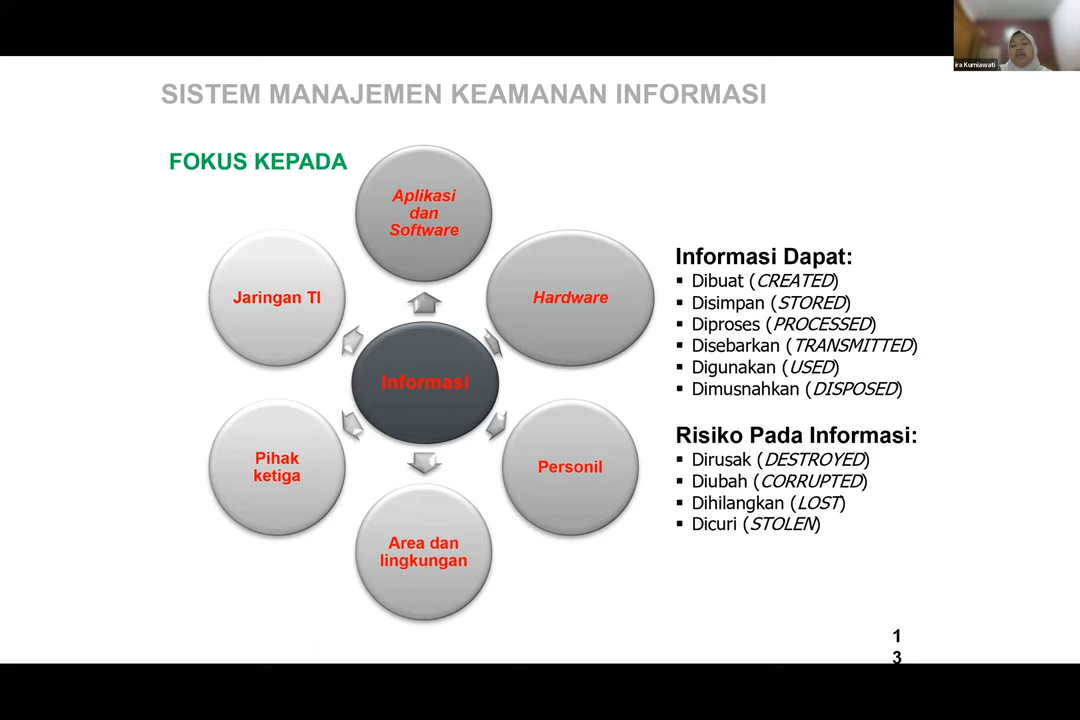 ira Kurniawati
SISTEM MANAJEMEN KEAMANAN INFORMASI
FOKUS KEPADA
Aplikasi
dan
Software
Jaringan TI
Hardware
Informasi
Pihak
ketiga
Personil
Area dan
lingkungan
Informasi Dapat:
▪ Dibuat (CREATED)
▪ Disimpan (STORED)
▪ Diproses (PROCESSED)
▪ Disebarkan (TRANSMITTED)
▪ Digunakan (USED)
▪ Dimusnahkan (DISPOSED)
Risiko Pada Informasi:
▪ Dirusak (DESTROYED)
▪ Diubah (CORRUPTED)
▪ Dihilangkan (LOST)
▪ Dicuri (STOLEN)
1
3